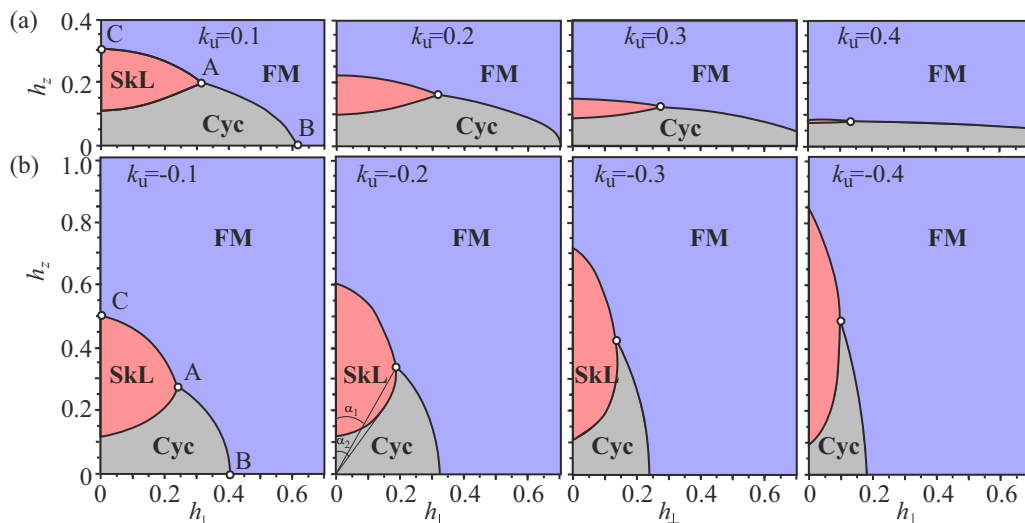 (a)
0.4
0.2
0
h_z
C
k_u=0.1
A
FM
SkL
Cyc
B
k_u=0.2
FM
Cyc
k_u=0.3
FM
Cyc
k_u=0.4
FM
Cyc
(b)
1.0
0.8
0.6
0.4
0.2
0
h_z
k_u=-0.1
FM
C
SkL
A
Cyc
B
0 0.2 0.4 0.6
h_⊥
k_u=-0.2
FM
SkL
α_1
α_2
Cyc
0 0.2 0.4 0.6
h_⊥
k_u=-0.3
FM
SkL
Cyc
0 0.2 0.4 0.6
h_⊥
k_u=-0.4
FM
SkL
Cyc
0 0.2 0.4 0.6
h_⊥